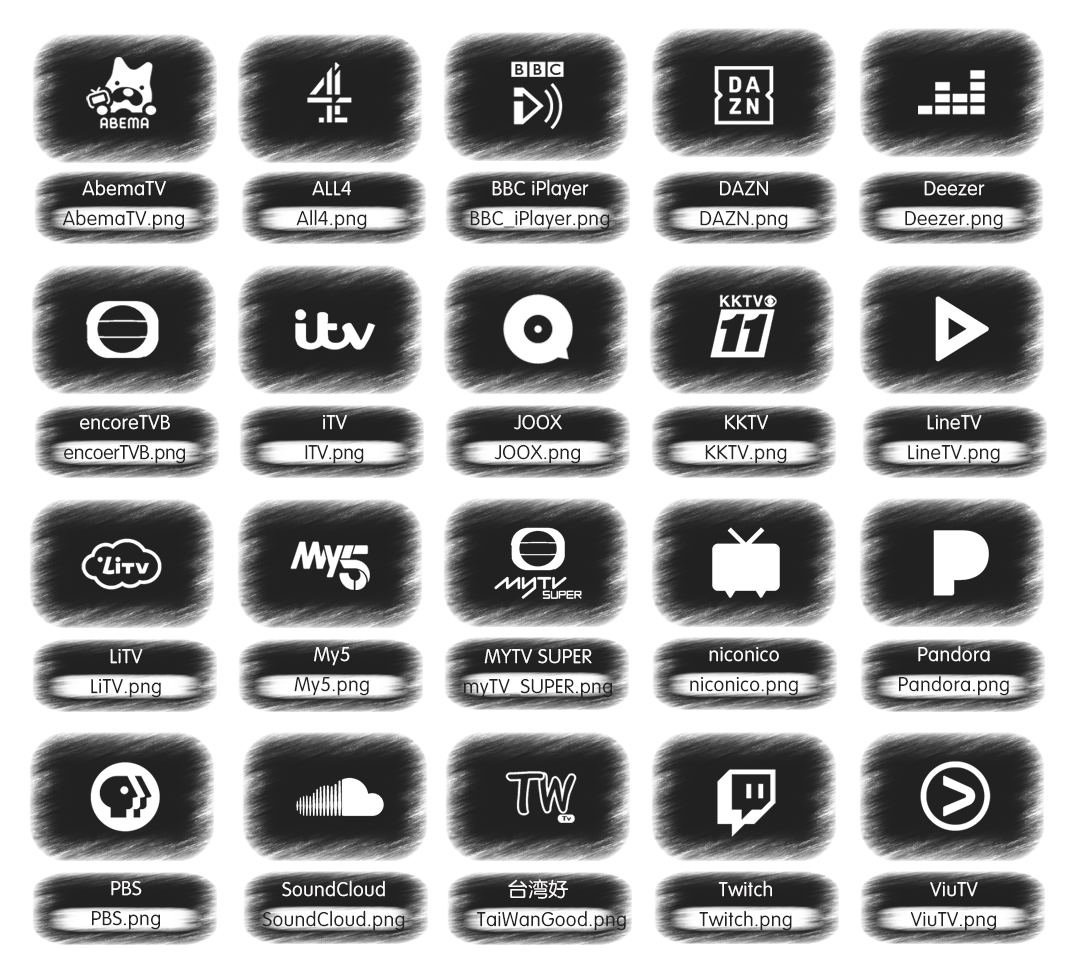 ABEMA
BBC
DA
ZN
AbemaTV
ALL4
BBC iPlayer
DAZN
Deezer
AbemaTV.png
All4.png
BBC_iPlayer.png
DAZN.png
Deezer.png
itv
KKTV
11
encoreTVB
iTV
JOOX
KKTV
LineTV
encoerTVB.png
ITV.png
JOOX.png
KKTV.png
LineTV.png
LiTV
My5
MYTV
SUPER
LiTV
My5
MYTV SUPER
niconico
Pandora
LiTV.png
My5.png
myTV_SUPER.png
niconico.png
Pandora.png
TW
Tv
PBS
SoundCloud
台湾好
Twitch
ViuTV
PBS.png
SoundCloud.png
TaiWanGood.png
Twitch.png
ViuTV.png